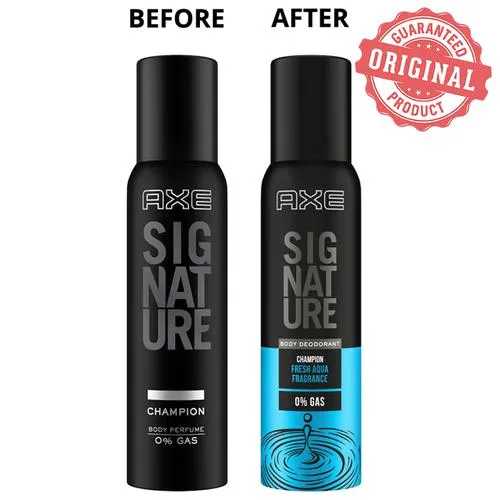 BEFORE
AFTER
GUARANTEED
ORIGINAL
PRODUCT
AXE
SIG
NAT
URE
CHAMPION
BODY PERFUME
0% GAS
AXE
SIG
NAT
URE
BODY DEODORANT
CHAMPION
FRESH AQUA
FRAGRANCE
0% GAS